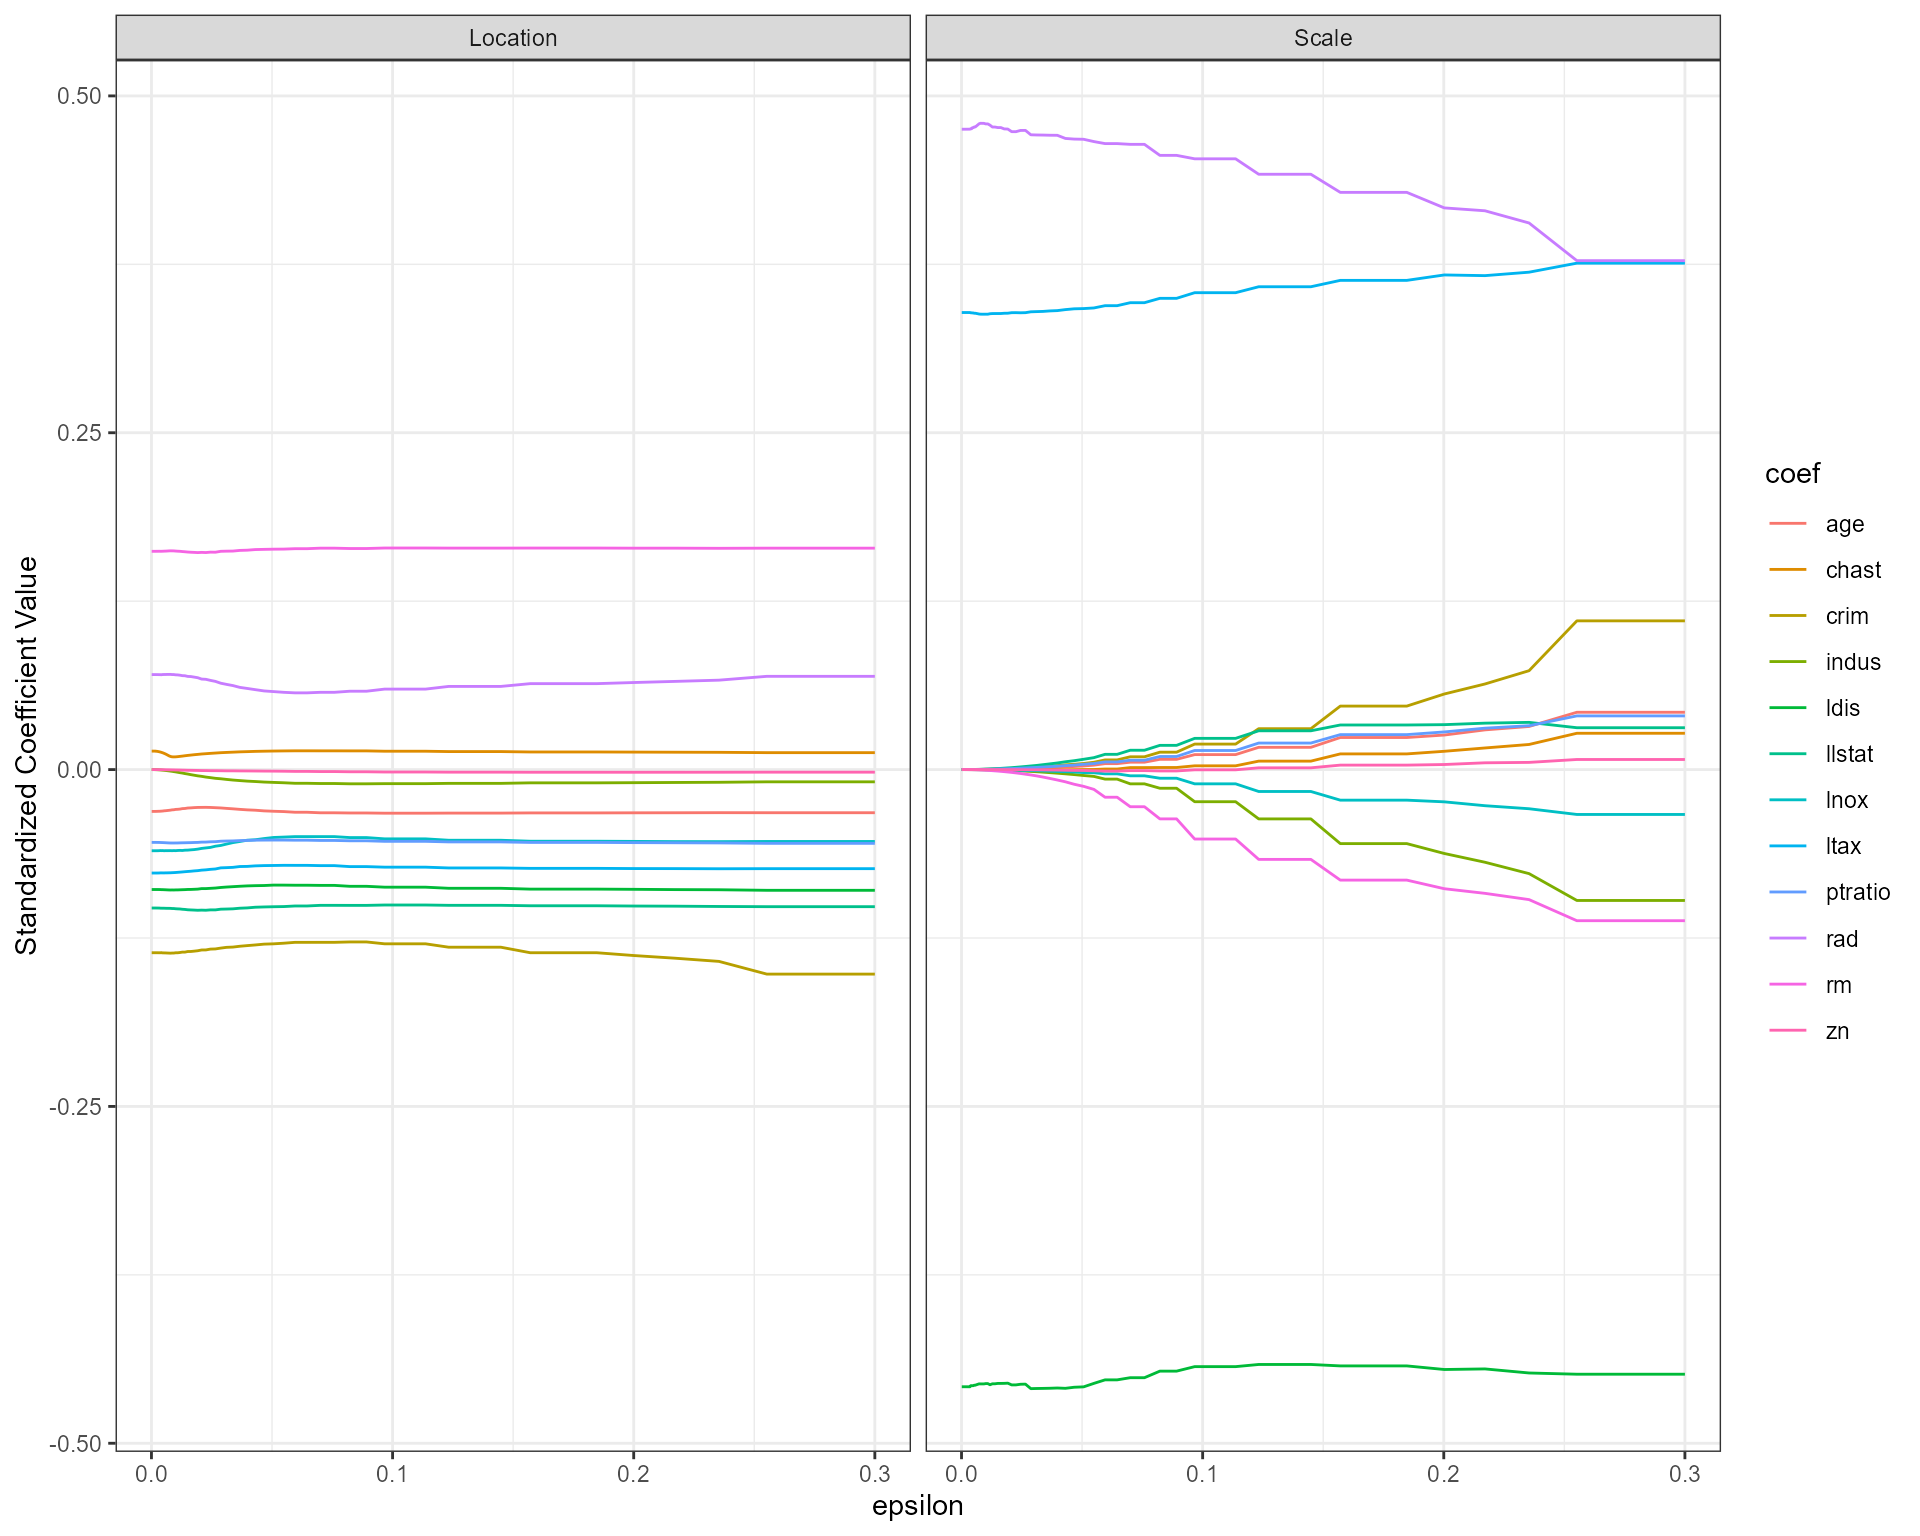 Location
Scale
Standardized Coefficient Value
0.50
0.25
0.00
-0.25
-0.50
0.0
0.1
0.2
0.3
0.0
0.1
0.2
0.3
epsilon
coef
age
chast
crim
indus
ldis
llstat
lnox
ltax
ptratio
rad
rm
zn